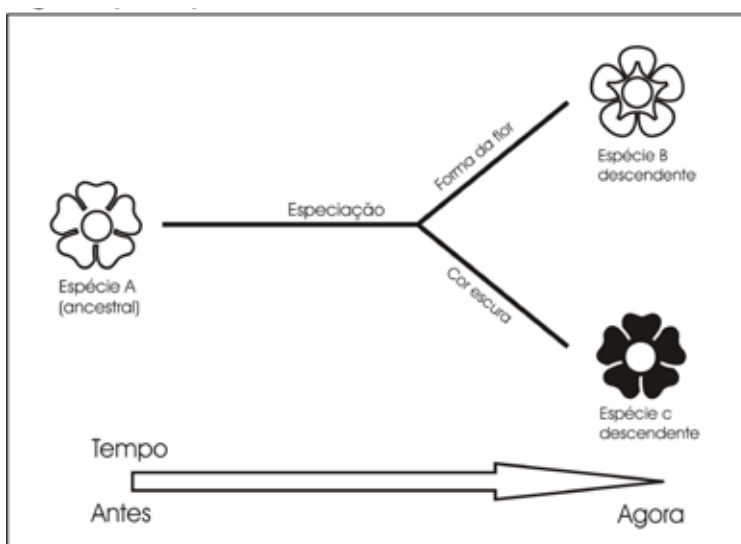 Forma da flor
Espécie B
descendente
Especiação
Espécie A
(ancestral)
Cor escura
Espécie c
descendente
Tempo
Antes
Agora